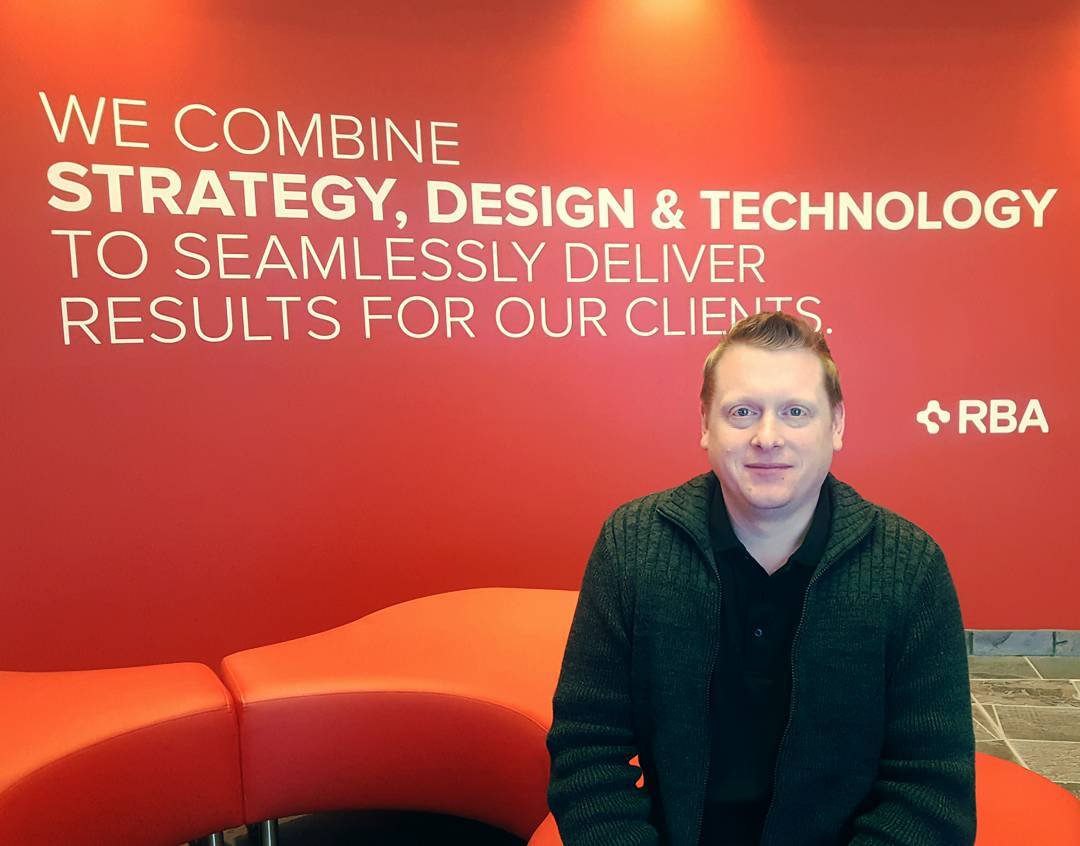 WE COMBINE
STRATEGY, DESIGN & TECHNOLOGY
TO SEAMLESSLY DELIVER
RESULTS FOR OUR CLIENTS.
RBA